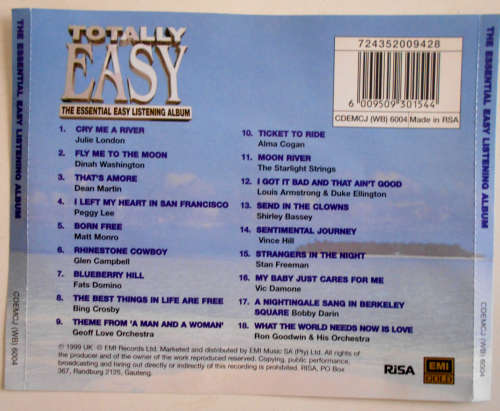 TOTALLY
EASY
THE ESSENTIAL EASY LISTENING ALBUM
724352009428
6 009509 301544
CDEMCJ (WB) 6004 Made in RSA
1. CRY ME A RIVER
Julie London
2. FLY ME TO THE MOON
Dinah Washington
3. THAT'S AMORE
Dean Martin
4. I LEFT MY HEART IN SAN FRANCISCO
Peggy Lee
5. BORN FREE
Matt Monro
6. RHINESTONE COWBOY
Glen Campbell
7. BLUEBERRY HILL
Fats Domino
8. THE BEST THINGS IN LIFE ARE FREE
Bing Crosby
9. THEME FROM 'A MAN AND A WOMAN'
Geoff Love Orchestra
10. TICKET TO RIDE
Alma Cogan
11. MOON RIVER
The Starlight Strings
12. I GOT IT BAD AND THAT AIN'T GOOD
Louis Armstrong & Duke Ellington
13. SEND IN THE CLOWNS
Shirley Bassey
14. SENTIMENTAL JOURNEY
Vince Hill
15. STRANGERS IN THE NIGHT
Stan Freeman
16. MY BABY JUST CARES FOR ME
Vic Damone
17. A NIGHTINGALE SANG IN BERKELEY
SQUARE Bobby Darin
18. WHAT THE WORLD NEEDS NOW IS LOVE
Ron Goodwin & His Orchestra
℗ 1999 UK © EMI Records Ltd. Marketed and distributed by EMI Music SA (Pty) Ltd. All rights of
the producer and of the owner of the work reproduced reserved. Copying, public performance,
broadcasting and hiring out directly or indirectly of this recording is prohibited. RISA, PO Box
367, Randburg 2125, Gauteng.
RiSA
EMI
GOLD
THE ESSENTIAL EASY LISTENING ALBUM
CDEMCJ (WB) 6004
THE ESSENTIAL EASY LISTENING ALBUM
CDEMCJ (WB) 6004